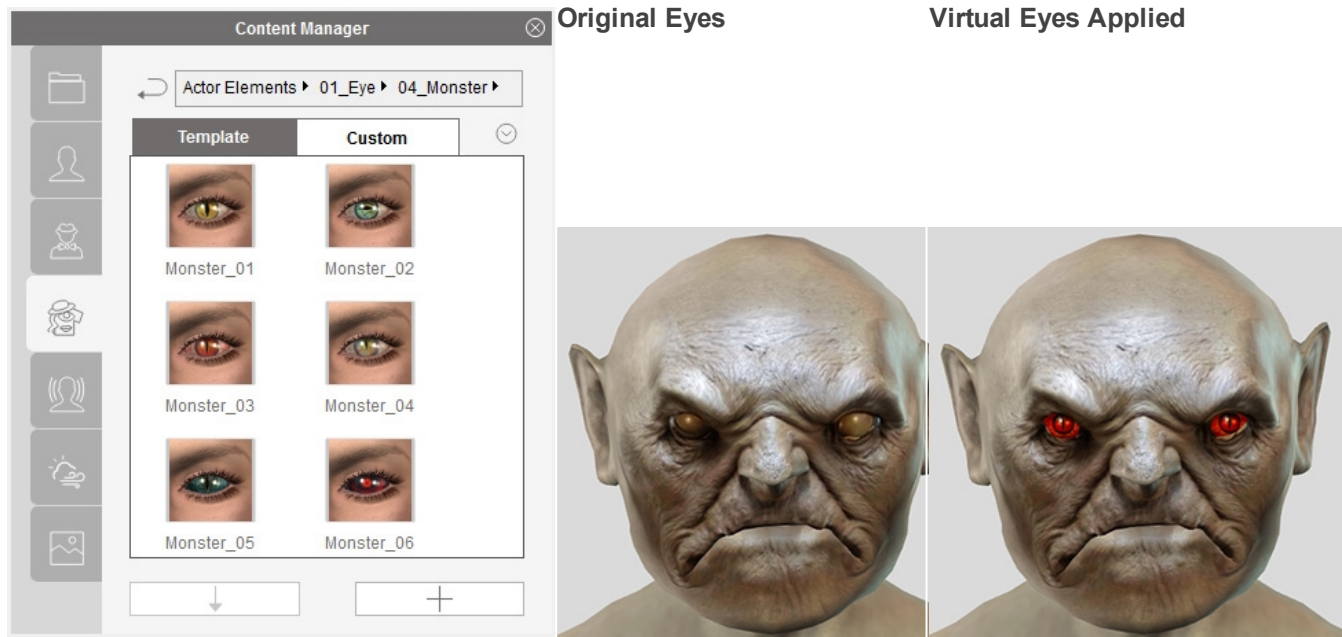 Content Manager
Actor Elements 01_Eye 04_Monster
Template Custom
Monster_01 Monster_02
Monster_03 Monster_04
Monster_05 Monster_06
Original Eyes
Virtual Eyes Applied